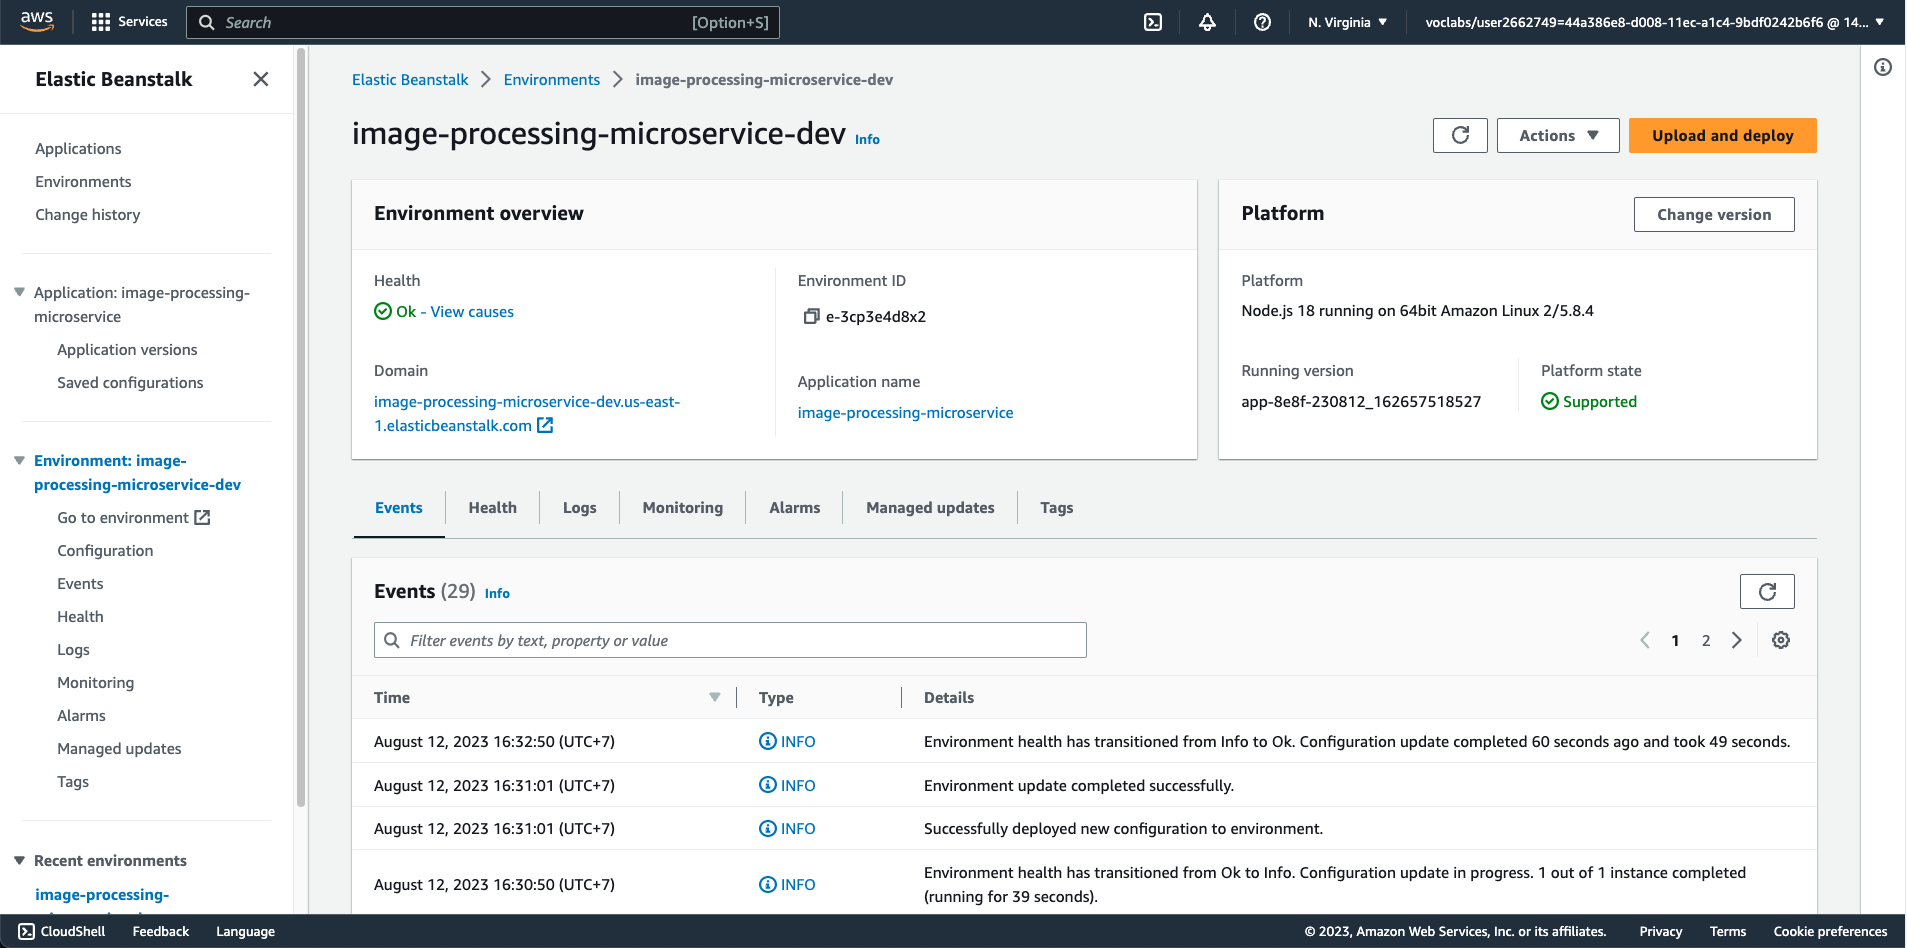 aws
Services
Search
[Option+S]
N. Virginia
voclabs/user2662749=44a386e8-d008-11ec-a1c4-9bdf0242b6f6 @ 14...
Elastic Beanstalk
Applications
Environments
Change history
Application: image-processing-
microservice
Application versions
Saved configurations
Environment: image-
processing-microservice-dev
Go to environment
Configuration
Events
Health
Logs
Monitoring
Alarms
Managed updates
Tags
Recent environments
image-processing-
Elastic Beanstalk
Environments
image-processing-microservice-dev
image-processing-microservice-dev Info
Actions
Upload and deploy
Environment overview
Health
Ok - View causes
Environment ID
e-3cp3e4d8x2
Domain
image-processing-microservice-dev.us-east-
1.elasticbeanstalk.com
Application name
image-processing-microservice
Platform
Change version
Platform
Node.js 18 running on 64bit Amazon Linux 2/5.8.4
Running version
app-8e8f-230812_162657518527
Platform state
Supported
Events
Health
Logs
Monitoring
Alarms
Managed updates
Tags
Events (29) Info
Filter events by text, property or value
1 2
Time Type Details
August 12, 2023 16:32:50 (UTC+7) INFO Environment health has transitioned from Info to Ok. Configuration update completed 60 seconds ago and took 49 seconds.
August 12, 2023 16:31:01 (UTC+7) INFO Environment update completed successfully.
August 12, 2023 16:31:01 (UTC+7) INFO Successfully deployed new configuration to environment.
August 12, 2023 16:30:50 (UTC+7) INFO Environment health has transitioned from Ok to Info. Configuration update in progress. 1 out of 1 instance completed
(running for 39 seconds).
CloudShell
Feedback
Language
© 2023, Amazon Web Services, Inc. or its affiliates.
Privacy
Terms
Cookie preferences